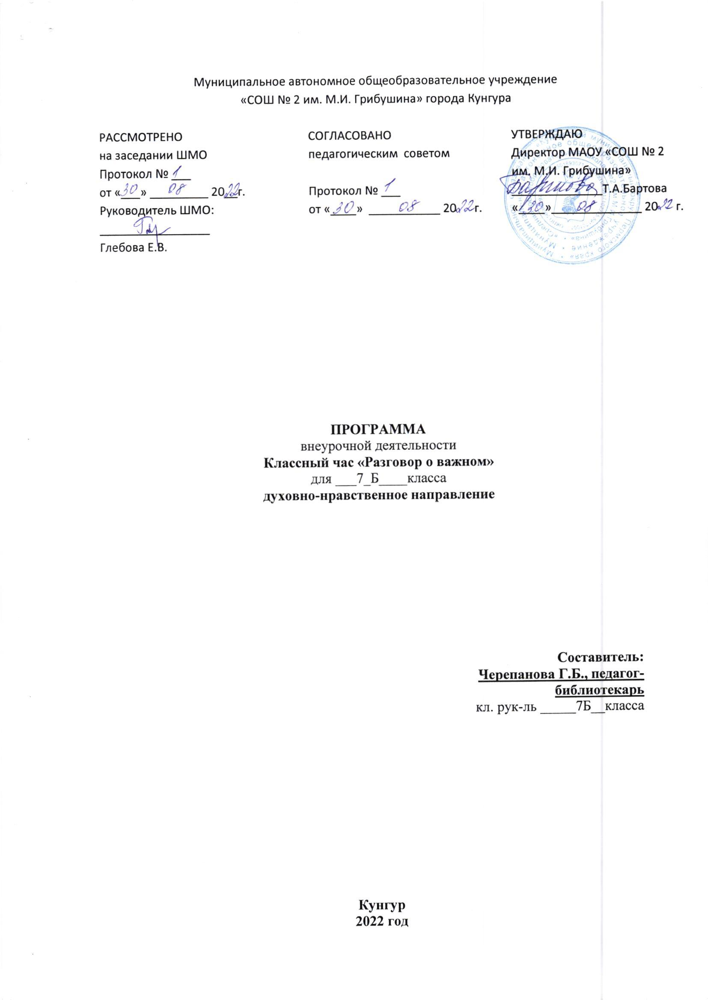 Муниципальное автономное общеобразовательное учреждение
«СОШ № 2 им. М.И. Грибушина» города Кунгура
РАССМОТРЕНО
на заседании ШМО
Протокол № 1
от «30» 08 2022г.
Руководитель ШМО:
Глебова Е.В.
СОГЛАСОВАНО
педагогическим советом
Протокол № 1
от «30» 08 2022г.
УТВЕРЖДАЮ
Директор МАОУ «СОШ № 2
им. М.И. Грибушина»
Т.А.Бартова
«30» 08 2022 г.
ПРОГРАММА
внеурочной деятельности
Классный час «Разговор о важном»
для ___7_Б____класса
духовно-нравственное направление
Составитель:
Черепанова Г.Б., педагог-
библиотекарь
кл. рук-ль _____7Б__класса
Кунгур
2022 год